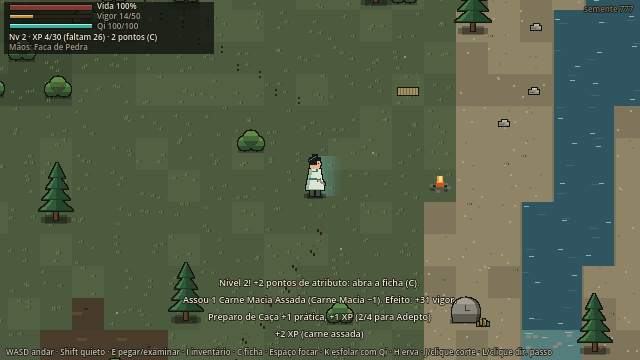 Vida 100%
Vigor 14/50
Qi 100/100
Nv 2 · XP 4/30 (faltam 26) · 2 pontos (C)
Mãos: Faca de Pedra
semente 777
Nível 2! +2 pontos de atributo: abra a ficha (C).
Assou 1 Carne Macia Assada (Carne Macia −1). Efeito: +31 vigor.
Preparo de Caça +1 prática, +1 XP (2/4 para Adepto)
+2 XP (carne assada)
WASD andar · Shift quieto · E pegar/examinar · I inventário · C ficha · Espaço focar · K esfolar com Qi · H erva · J/clique corte · L/clique dir. passo